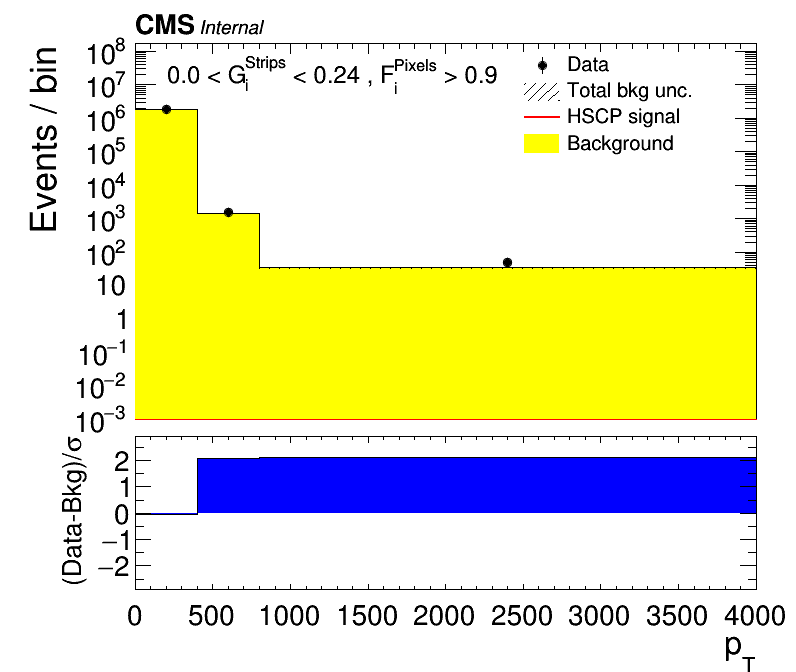 CMS Internal
0.0 < G_i^Strips < 0.24 , F_i^Pixels > 0.9
Data
Total bkg unc.
HSCP signal
Background
Events / bin
10^8
10^7
10^6
10^5
10^4
10^3
10^2
10
1
10^−1
10^−2
10^−3
(Data-Bkg)/σ
2
1
0
−1
−2
0 500 1000 1500 2000 2500 3000 3500 4000
p_T